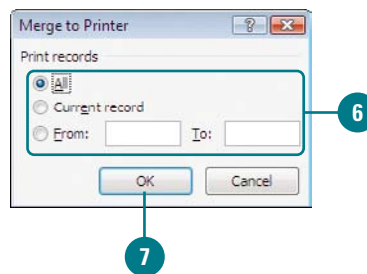 Merge to Printer
Print records
All
Current record
From: To:
6
OK Cancel
7